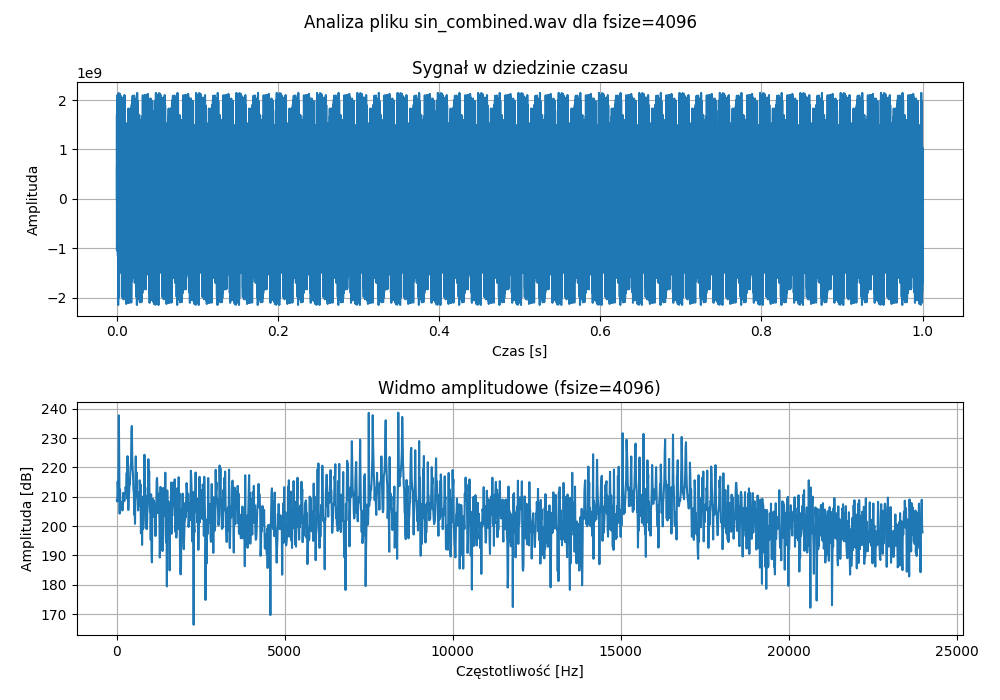 Analiza pliku sin_combined.wav dla fsize=4096
Sygnał w dziedzinie czasu
1e9
2
1
0
−1
−2
Amplituda
0.0 0.2 0.4 0.6 0.8 1.0
Czas [s]
Widmo amplitudowe (fsize=4096)
240
230
220
210
200
190
180
170
Amplituda [dB]
0 5000 10000 15000 20000 25000
Częstotliwość [Hz]